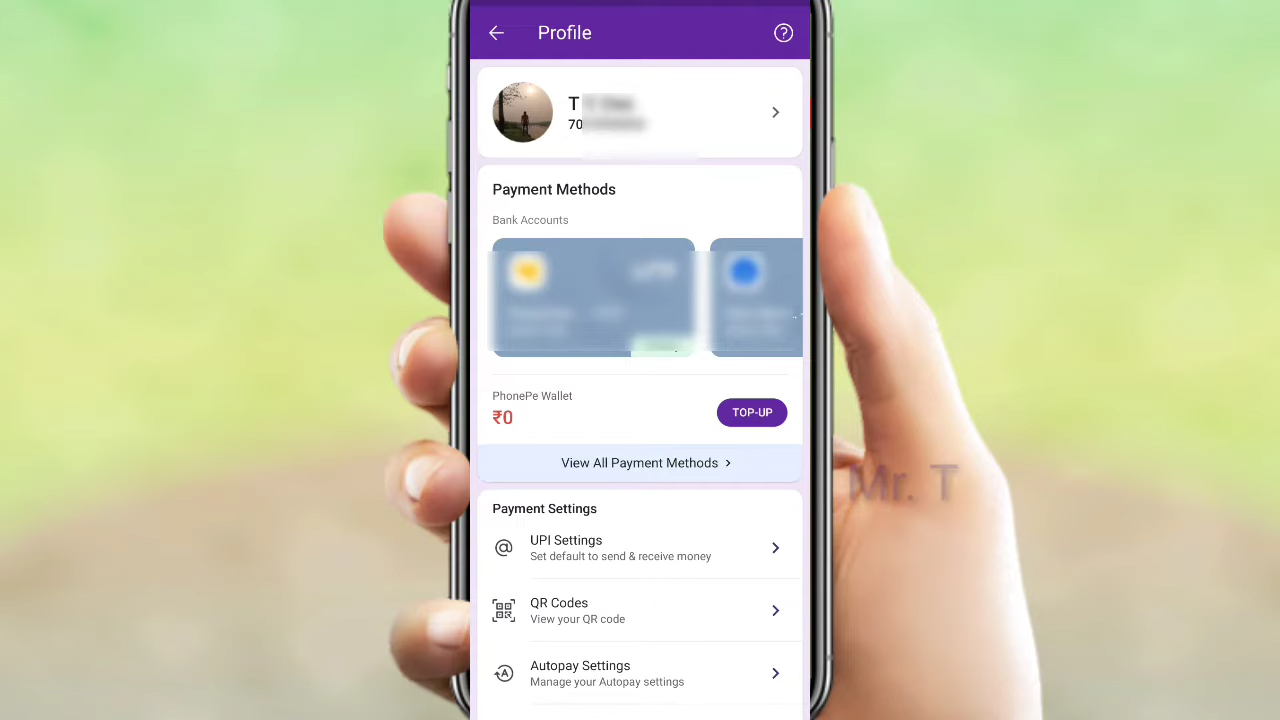 Profile
T
70
Payment Methods
Bank Accounts
PhonePe Wallet
₹0
TOP-UP
View All Payment Methods
Payment Settings
UPI Settings
Set default to send & receive money
QR Codes
View your QR code
Autopay Settings
Manage your Autopay settings
Mr. T